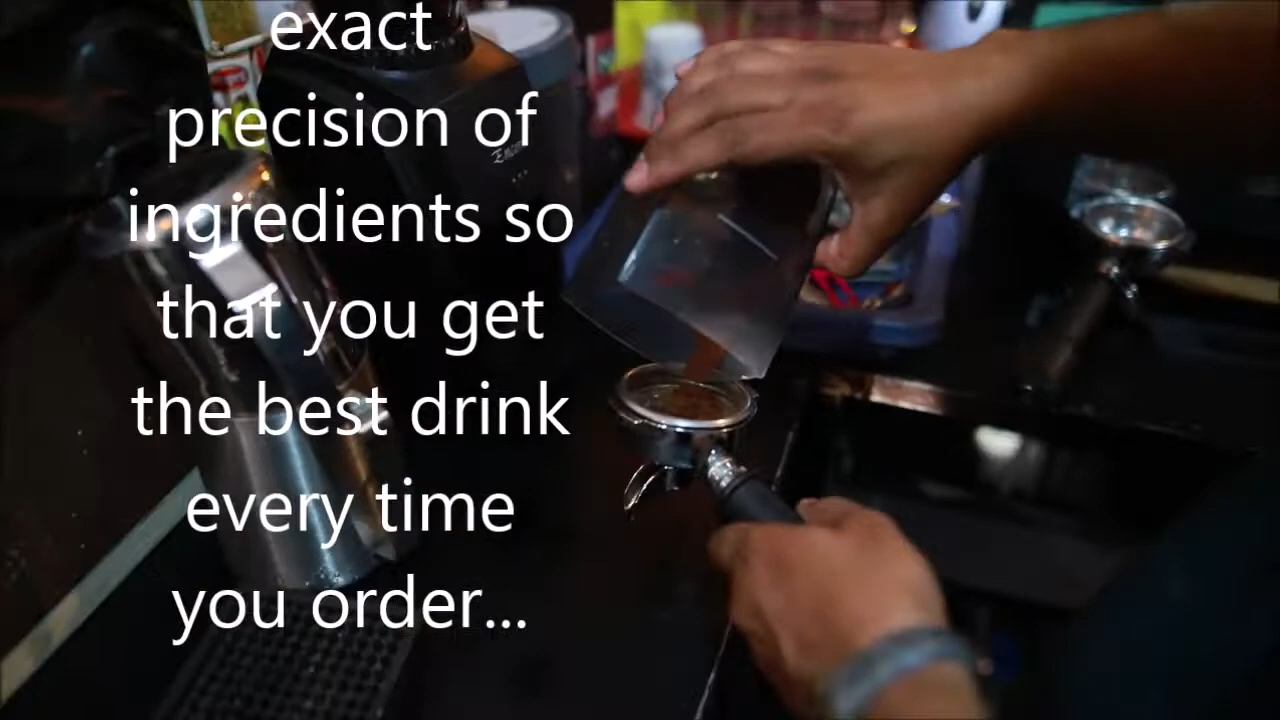 exact
precision of
ingredients so
that you get
the best drink
every time
you order...